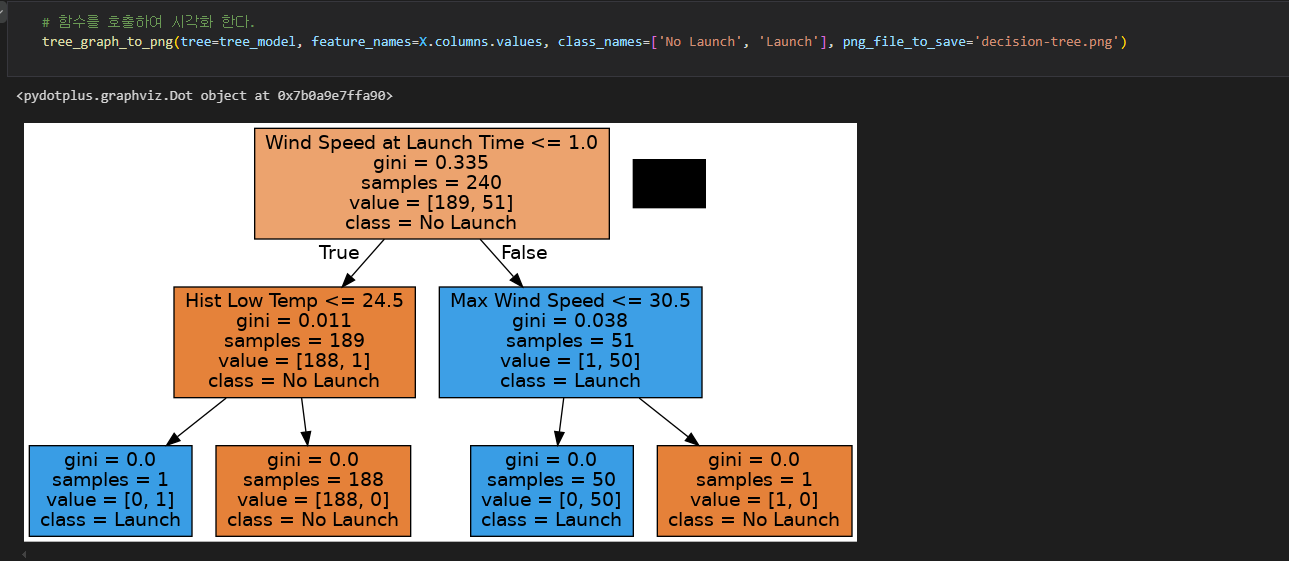 # 함수를 호출하여 시각화 한다.
tree_graph_to_png(tree=tree_model, feature_names=X.columns.values, class_names=['No Launch', 'Launch'], png_file_to_save='decision-tree.png')
<pydotplus.graphviz.Dot object at 0x7b0a9e7ffa90>
Wind Speed at Launch Time <= 1.0
gini = 0.335
samples = 240
value = [189, 51]
class = No Launch
True
False
Hist Low Temp <= 24.5
gini = 0.011
samples = 189
value = [188, 1]
class = No Launch
Max Wind Speed <= 30.5
gini = 0.038
samples = 51
value = [1, 50]
class = Launch
gini = 0.0
samples = 1
value = [0, 1]
class = Launch
gini = 0.0
samples = 188
value = [188, 0]
class = No Launch
gini = 0.0
samples = 50
value = [0, 50]
class = Launch
gini = 0.0
samples = 1
value = [1, 0]
class = No Launch